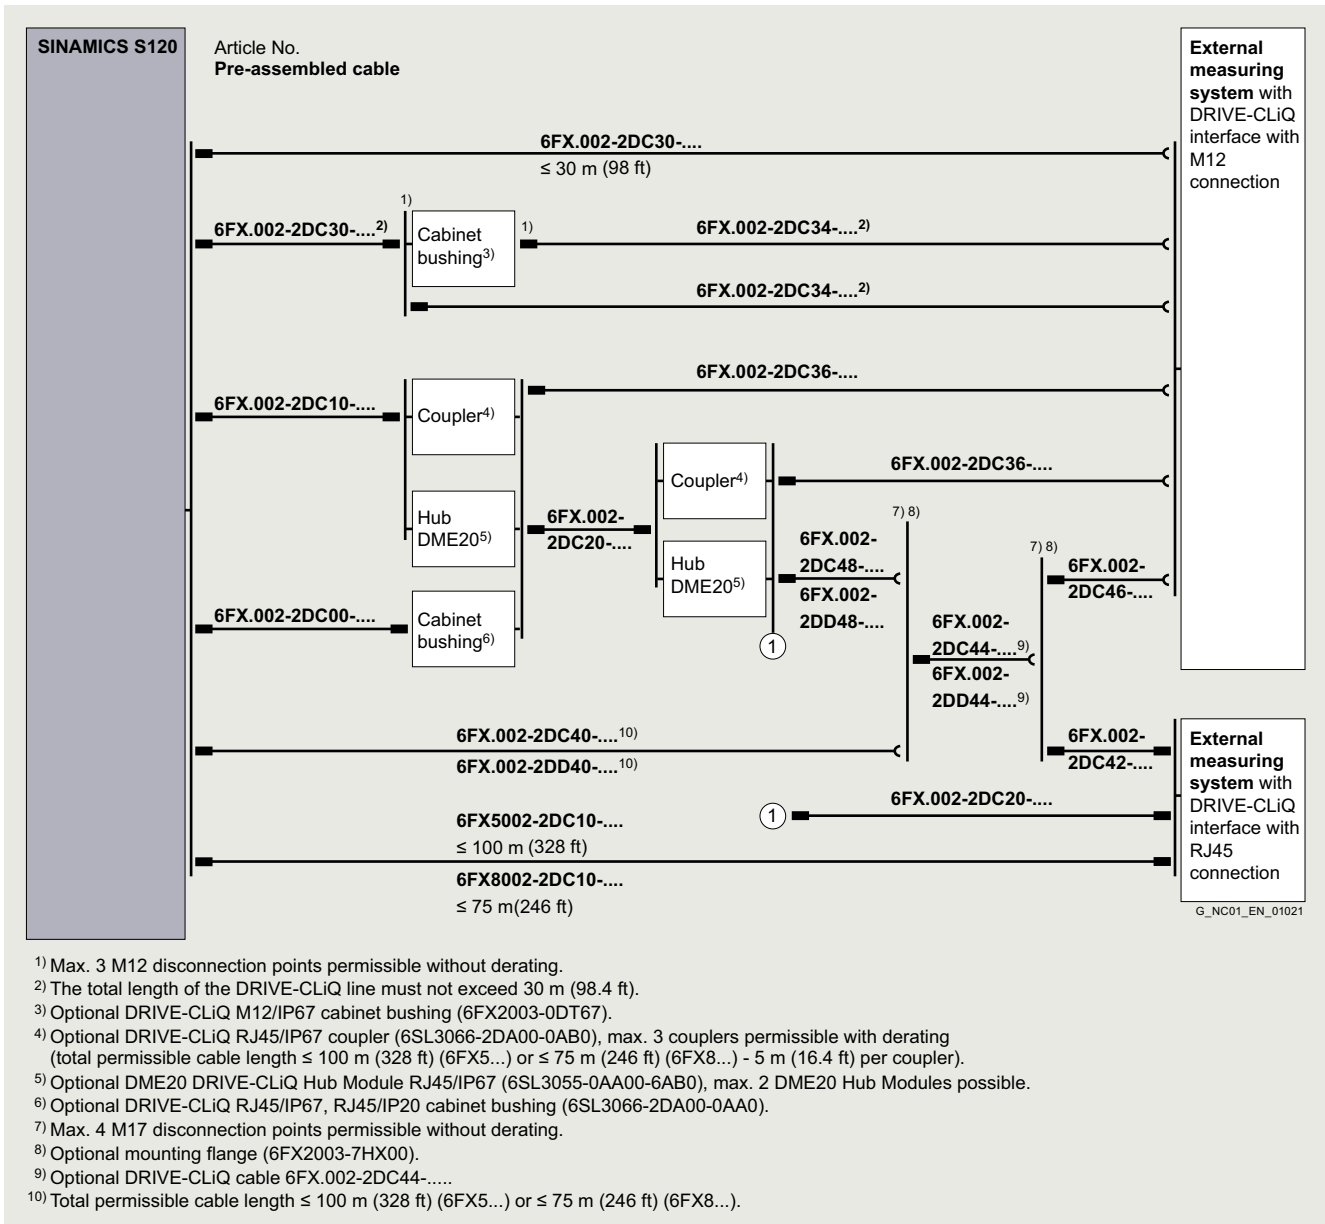 SINAMICS S120
Article No.
Pre-assembled cable
External
measuring
system with
DRIVE-CLiQ
interface with
M12
connection
6FX.002-2DC30-....
≤ 30 m (98 ft)
1)
6FX.002-2DC30-....2)
Cabinet
bushing3)
1)
6FX.002-2DC34-....2)
6FX.002-2DC34-....2)
6FX.002-2DC36-....
6FX.002-2DC10-....
Coupler4)
6FX.002-2DC36-....
Coupler4)
Hub
DME205)
6FX.002-
2DC20-....
7) 8)
6FX.002-
2DC48-....
6FX.002-
2DD48-....
Hub
DME205)
7) 8)
6FX.002-
2DC46-....
6FX.002-2DC00-....
Cabinet
bushing6)
1
6FX.002-
2DC44-....9)
6FX.002-
2DD44-....9)
6FX.002-2DC40-....10)
6FX.002-2DD40-....10)
6FX.002-
2DC42-....
External
measuring
system with
DRIVE-CLiQ
interface with
RJ45
connection
1
6FX.002-2DC20-....
6FX5002-2DC10-....
≤ 100 m (328 ft)
6FX8002-2DC10-....
≤ 75 m(246 ft)
G_NC01_EN_01021
1) Max. 3 M12 disconnection points permissible without derating.
2) The total length of the DRIVE-CLiQ line must not exceed 30 m (98.4 ft).
3) Optional DRIVE-CLiQ M12/IP67 cabinet bushing (6FX2003-0DT67).
4) Optional DRIVE-CLiQ RJ45/IP67 coupler (6SL3066-2DA00-0AB0), max. 3 couplers permissible with derating
(total permissible cable length ≤ 100 m (328 ft) (6FX5...) or ≤ 75 m (246 ft) (6FX8...) - 5 m (16.4 ft) per coupler).
5) Optional DME20 DRIVE-CLiQ Hub Module RJ45/IP67 (6SL3055-0AA00-6AB0), max. 2 DME20 Hub Modules possible.
6) Optional DRIVE-CLiQ RJ45/IP67, RJ45/IP20 cabinet bushing (6SL3066-2DA00-0AA0).
7) Max. 4 M17 disconnection points permissible without derating.
8) Optional mounting flange (6FX2003-7HX00).
9) Optional DRIVE-CLiQ cable 6FX.002-2DC44-.....
10) Total permissible cable length ≤ 100 m (328 ft) (6FX5...) or ≤ 75 m (246 ft) (6FX8...).